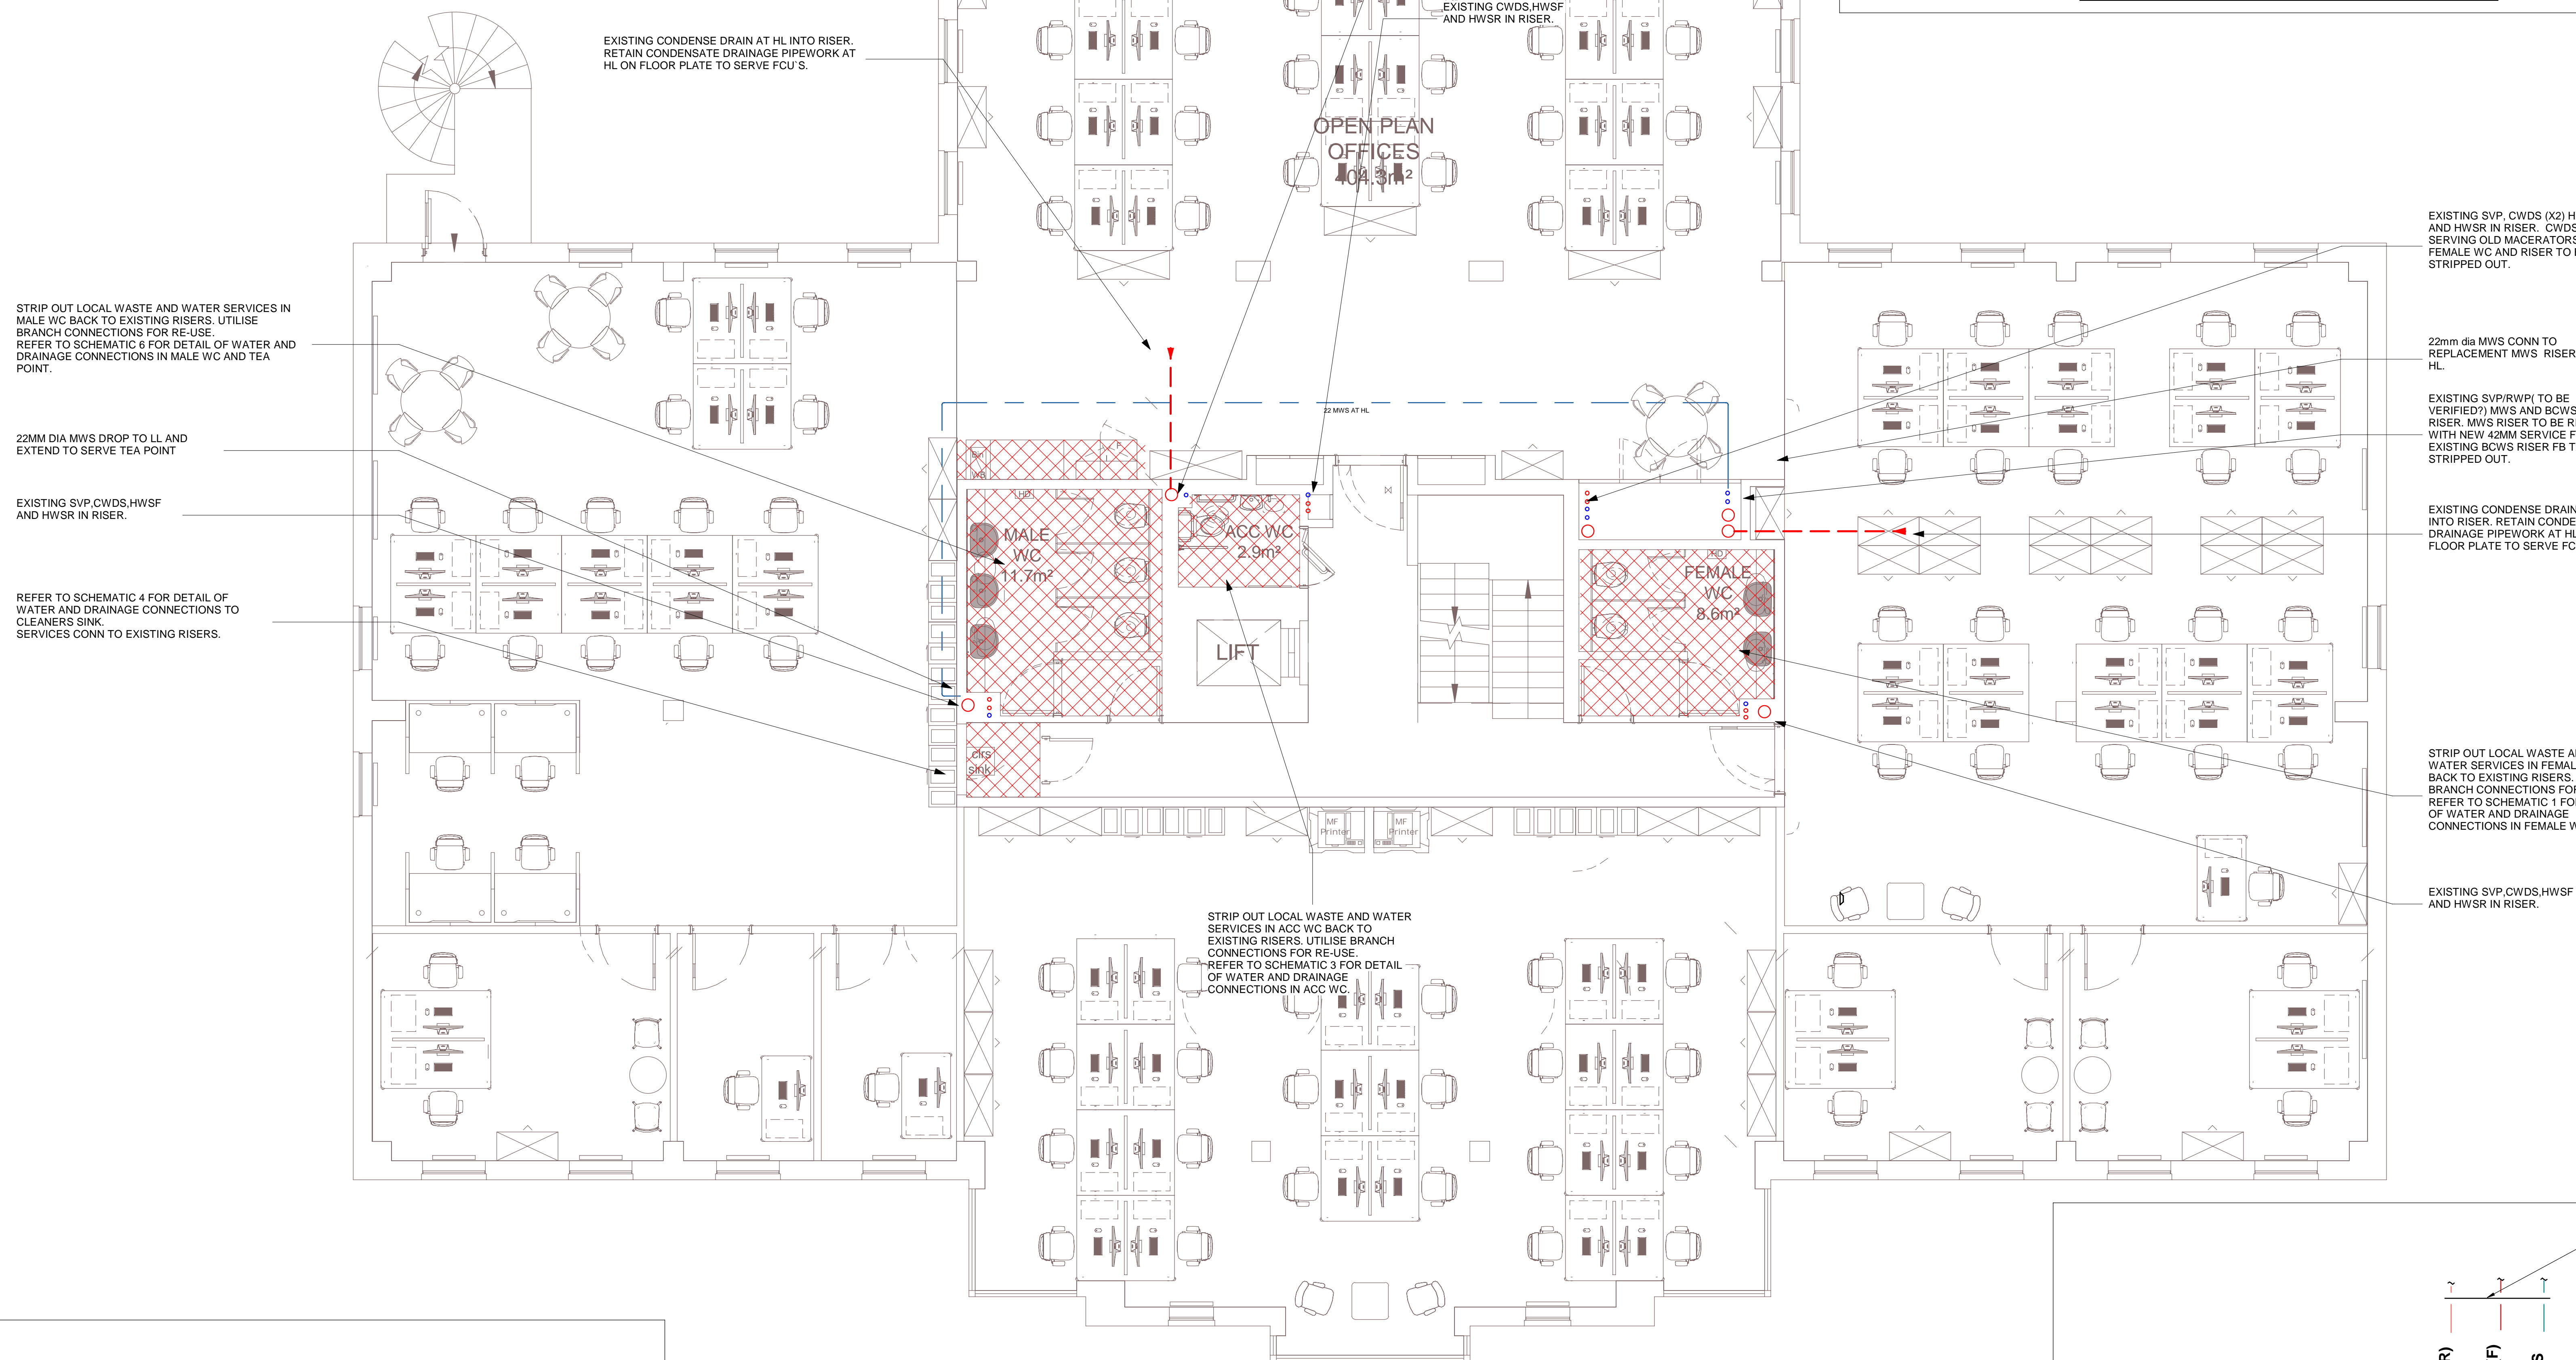 EXISTING CWDS,HWSF
AND HWSR IN RISER.
EXISTING CONDENSE DRAIN AT HL INTO RISER.
RETAIN CONDENSATE DRAINAGE PIPEWORK AT
HL ON FLOOR PLATE TO SERVE FCU`S.
OPEN PLAN
OFFICES
404.3m²
EXISTING SVP, CWDS (X2) H
AND HWSR IN RISER. CWDS
SERVING OLD MACERATORS
FEMALE WC AND RISER TO
STRIPPED OUT.
STRIP OUT LOCAL WASTE AND WATER SERVICES IN
MALE WC BACK TO EXISTING RISERS. UTILISE
BRANCH CONNECTIONS FOR RE-USE.
REFER TO SCHEMATIC 6 FOR DETAIL OF WATER AND
DRAINAGE CONNECTIONS IN MALE WC AND TEA
POINT.
22mm dia MWS CONN TO
REPLACEMENT MWS RISER
HL.
EXISTING SVP/RWP( TO BE
VERIFIED?) MWS AND BCWS
RISER. MWS RISER TO BE
WITH NEW 42MM SERVICE
EXISTING BCWS RISER FB
STRIPPED OUT.
22 MWS AT HL
22MM DIA MWS DROP TO LL AND
EXTEND TO SERVE TEA POINT
Bin
WB
F
HD
EXISTING SVP,CWDS,HWSF
AND HWSR IN RISER.
MALE
WC
11.7m²
ACC WC
2.9m²
HD
FEMALE
WC
8.6m²
EXISTING CONDENSE DRAIN
INTO RISER. RETAIN CONDE
DRAINAGE PIPEWORK AT HL
FLOOR PLATE TO SERVE FC
REFER TO SCHEMATIC 4 FOR DETAIL OF
WATER AND DRAINAGE CONNECTIONS TO
CLEANERS SINK.
SERVICES CONN TO EXISTING RISERS.
LIFT
clrs
sink
MF
Printer
MF
Printer
STRIP OUT LOCAL WASTE A
WATER SERVICES IN FEMAL
BACK TO EXISTING RISERS.
BRANCH CONNECTIONS FOR
REFER TO SCHEMATIC 1 FO
OF WATER AND DRAINAGE
CONNECTIONS IN FEMALE W
EXISTING SVP,CWDS,HWSF
AND HWSR IN RISER.
STRIP OUT LOCAL WASTE AND WATER
SERVICES IN ACC WC BACK TO
EXISTING RISERS. UTILISE BRANCH
CONNECTIONS FOR RE-USE.
REFER TO SCHEMATIC 3 FOR DETAIL
OF WATER AND DRAINAGE
CONNECTIONS IN ACC WC.